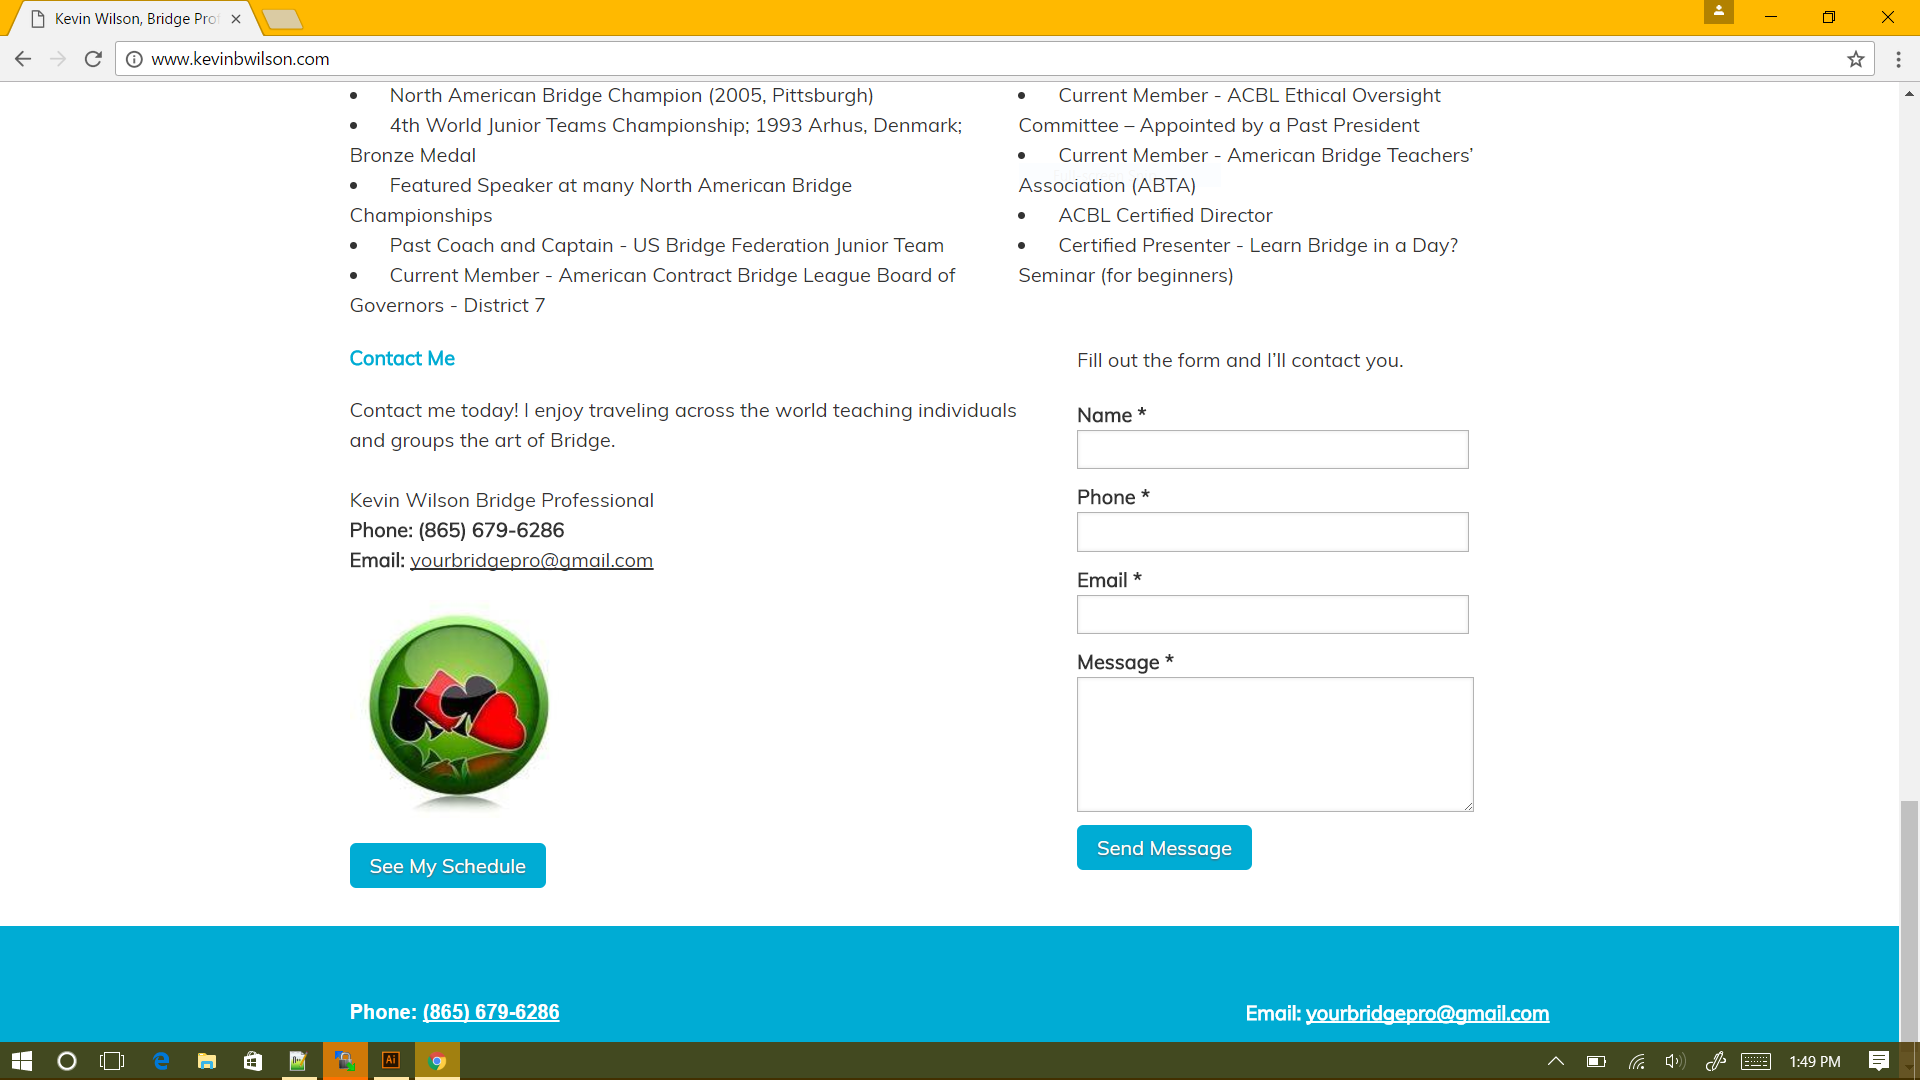 Kevin Wilson, Bridge Pro
www.kevinbwilson.com
• North American Bridge Champion (2005, Pittsburgh)
• 4th World Junior Teams Championship; 1993 Arhus, Denmark;
Bronze Medal
• Featured Speaker at many North American Bridge
Championships
• Past Coach and Captain - US Bridge Federation Junior Team
• Current Member - American Contract Bridge League Board of
Governors - District 7
• Current Member - ACBL Ethical Oversight
Committee – Appointed by a Past President
• Current Member - American Bridge Teachers’
Association (ABTA)
• ACBL Certified Director
• Certified Presenter - Learn Bridge in a Day?
Seminar (for beginners)
Contact Me
Contact me today! I enjoy traveling across the world teaching individuals
and groups the art of Bridge.
Kevin Wilson Bridge Professional
Phone: (865) 679-6286
Email: yourbridgepro@gmail.com
See My Schedule
Fill out the form and I’ll contact you.
Name *
Phone *
Email *
Message *
Send Message
Phone: (865) 679-6286
Email: yourbridgepro@gmail.com
Ai
1:49 PM